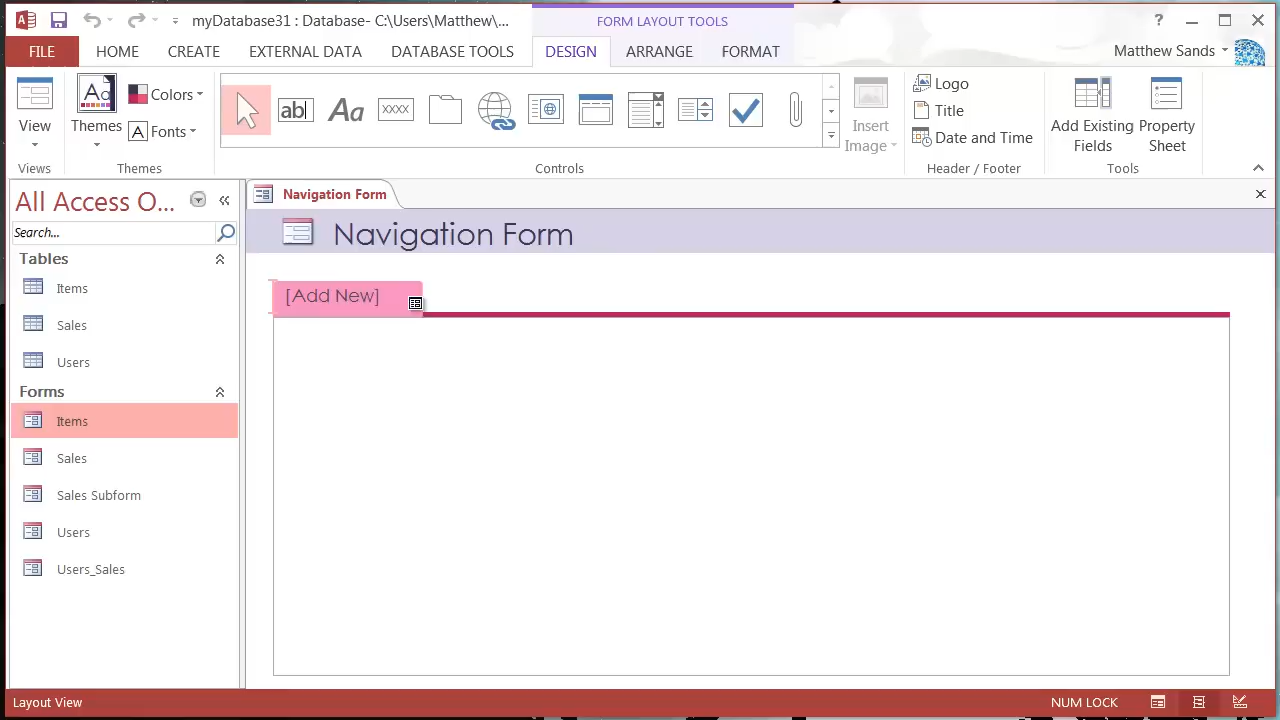 myDatabase31 : Database- C:\Users\Matthew\...
FORM LAYOUT TOOLS
?
FILE
HOME
CREATE
EXTERNAL DATA
DATABASE TOOLS
DESIGN
ARRANGE
FORMAT
Matthew Sands
View
Views
Aa
Themes
Colors
A Fonts
Themes
ab
Aa
XXXX
Controls
Insert
Image
Logo
Title
Date and Time
Header / Footer
Add Existing
Fields
Property
Sheet
Tools
All Access O...
Search...
Tables
Items
Sales
Users
Forms
Items
Sales
Sales Subform
Users
Users_Sales
Navigation Form
Navigation Form
[Add New]
Layout View
NUM LOCK